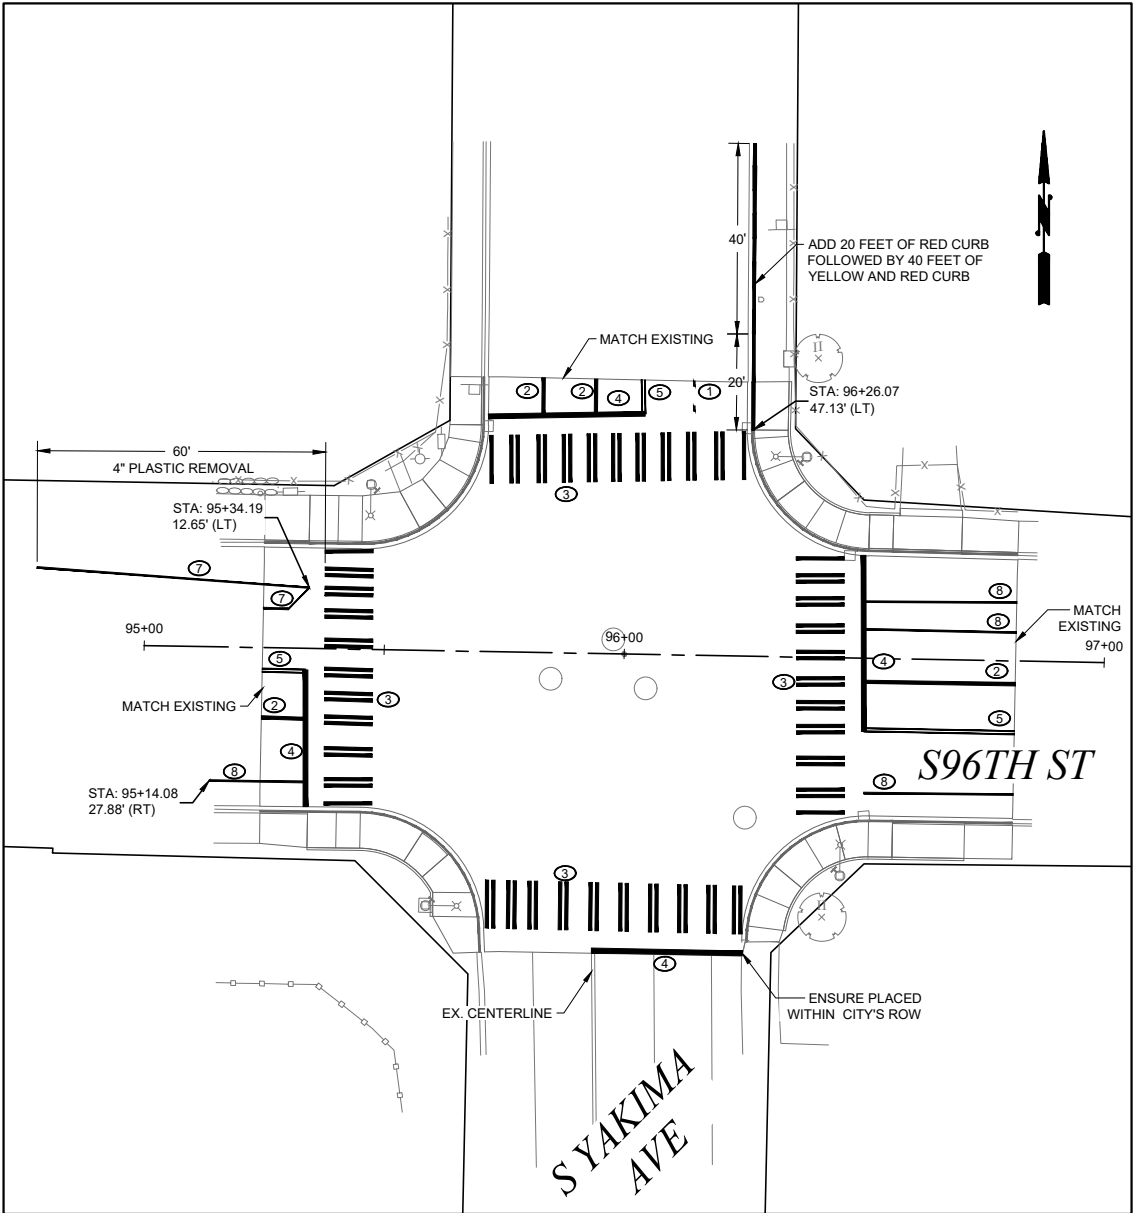 N
40'
ADD 20 FEET OF RED CURB
FOLLOWED BY 40 FEET OF
YELLOW AND RED CURB
MATCH EXISTING
II
2
2
4
5
1
20'
STA: 96+26.07
47.13' (LT)
60'
4" PLASTIC REMOVAL
3
STA: 95+34.19
12.65' (LT)
7
7
8
8
MATCH
EXISTING
95+00
96+00
97+00
5
4
2
3
3
MATCH EXISTING
2
5
4
8
STA: 95+14.08
27.88' (RT)
S96TH ST
8
3
II
4
EX. CENTERLINE
ENSURE PLACED
WITHIN CITY'S ROW
S YAKIMA
AVE